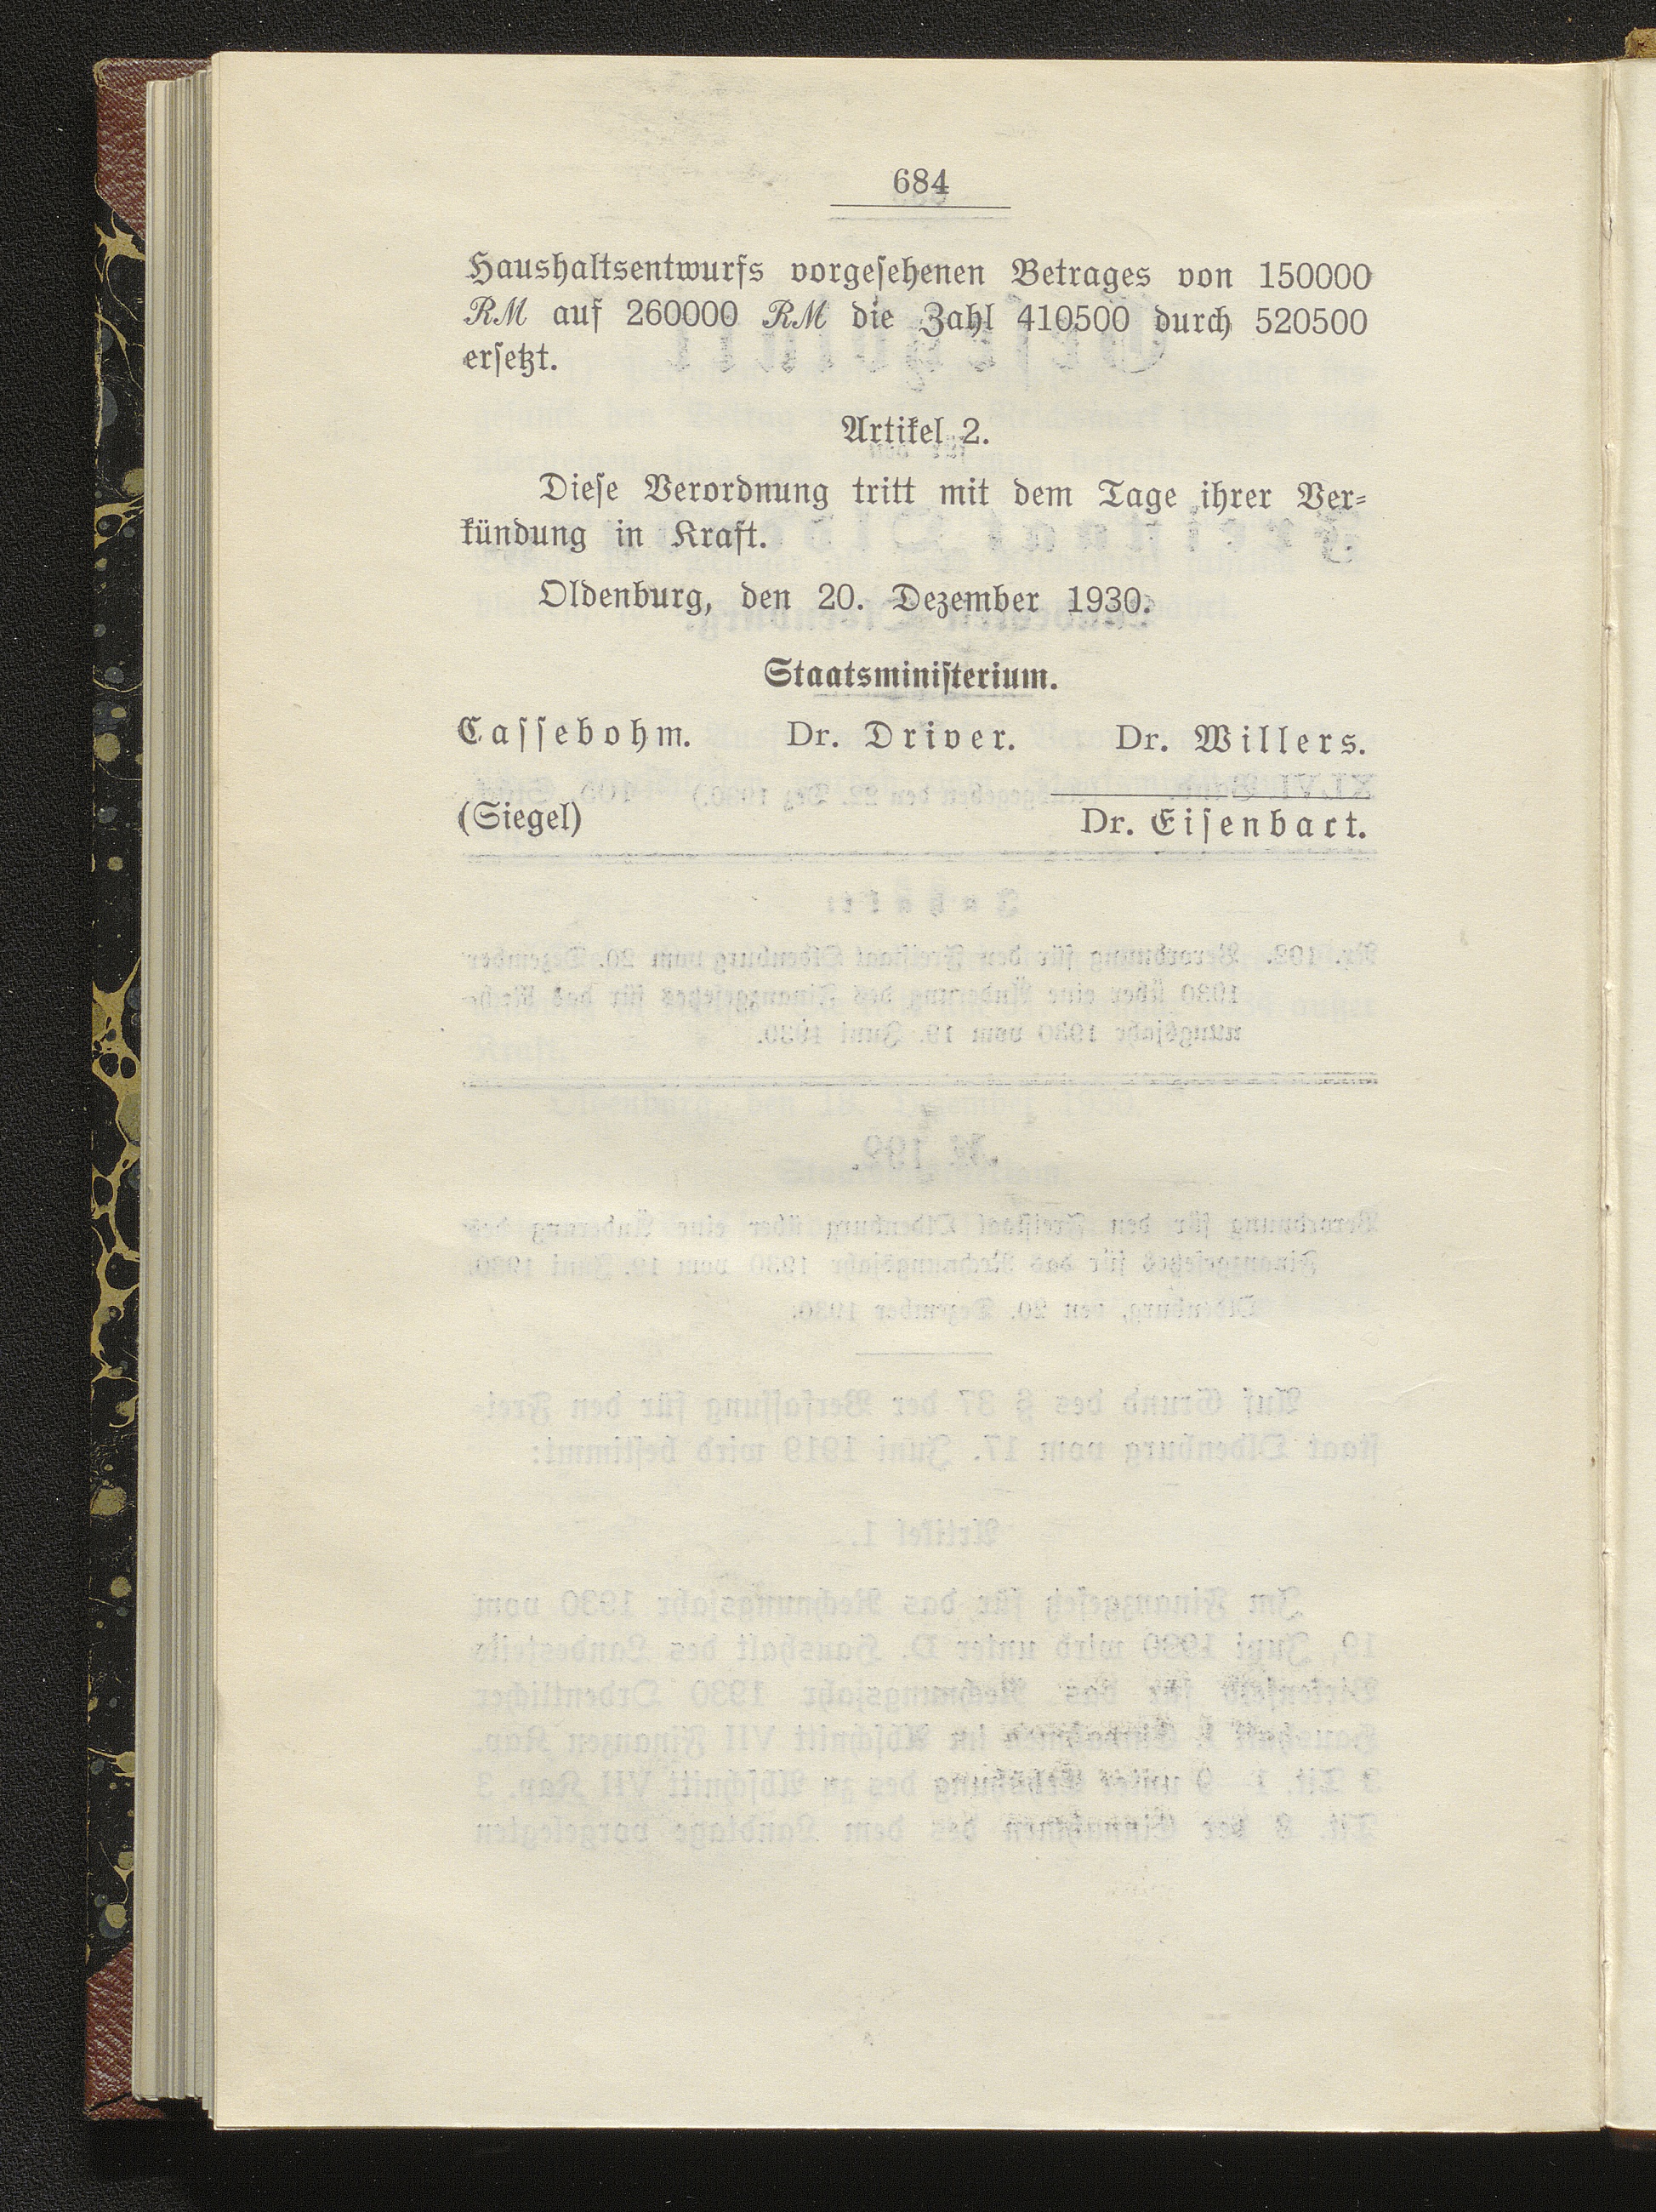 684
Haushaltsentwurfs vorgesehenen Betrages von 150000
RM auf 260000 RM die Zahl 410500 durch 520500
ersetzt.
Artikel 2.
Diese Verordnung tritt mit dem Tage ihrer Ver-
kündung in Kraft.
Oldenburg, den 20. Dezember 1930.
Staatsministerium.
Cassebohm. Dr. Driver. Dr. Willers.
(Siegel) Dr. Eisenbart.